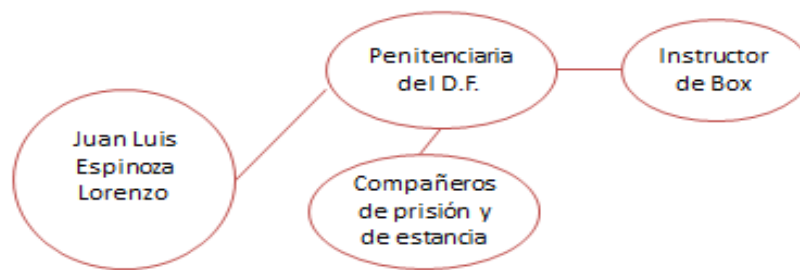 Juan Luis
Espinoza
Lorenzo
Penitenciaria
del D.F.
Instructor
de Box
Compañeros
de prisión y
de estancia